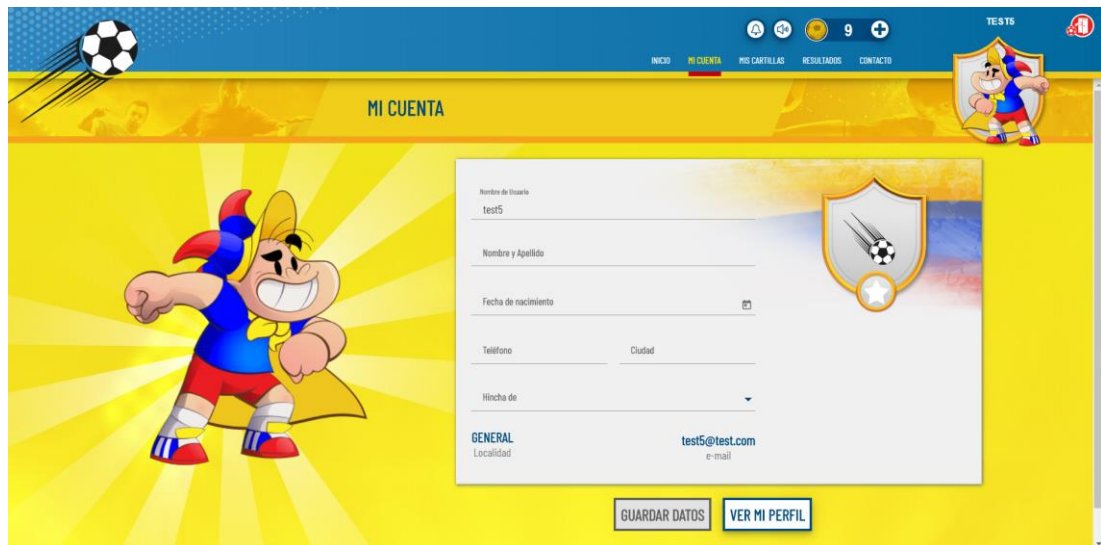 TEST5
9
INICIO MI CUENTA MIS CARTILLAS RESULTADOS CONTACTO
MI CUENTA
Nombre de Usuario
test5
Nombre y Apellido
Fecha de nacimiento
Teléfono Ciudad
Hincha de
GENERAL test5@test.com
Localidad e-mail
GUARDAR DATOS VER MI PERFIL